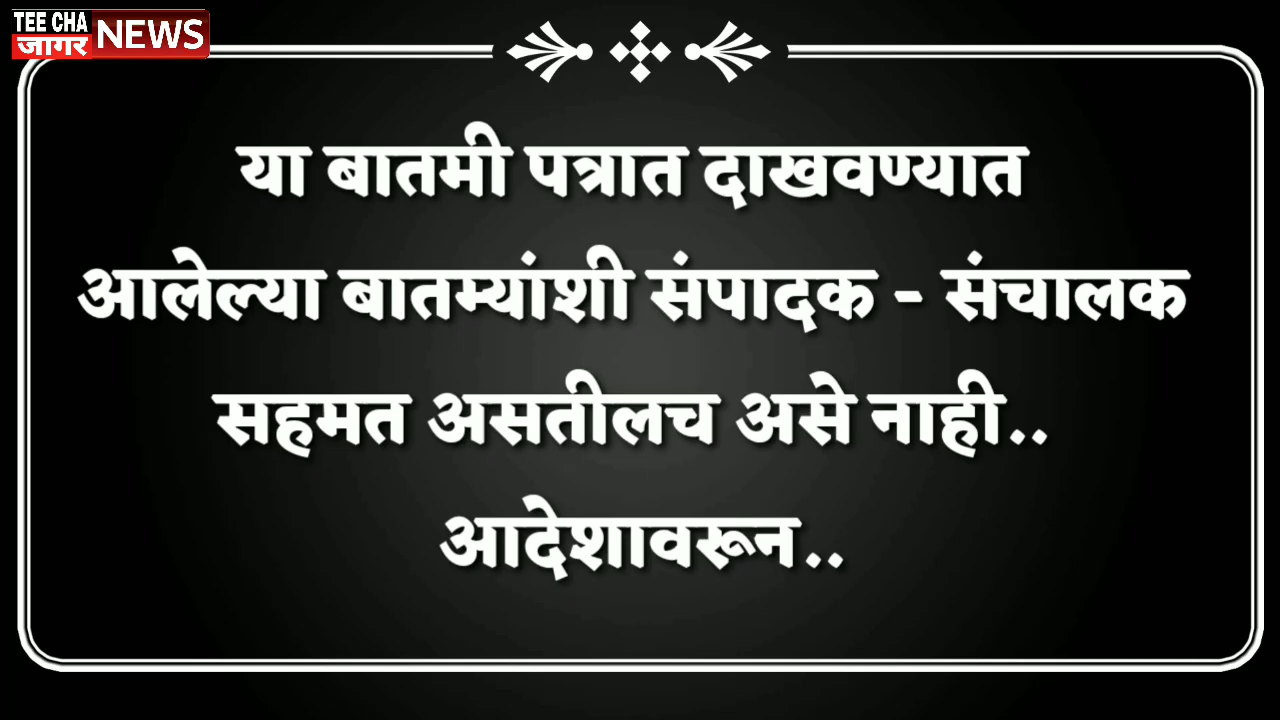 TEE CHA
जागर NEWS
या बातमी पत्रात दाखवण्यात
आलेल्या बातम्यांशी संपादक - संचालक
सहमत असतीलच असे नाही..
आदेशावरून..